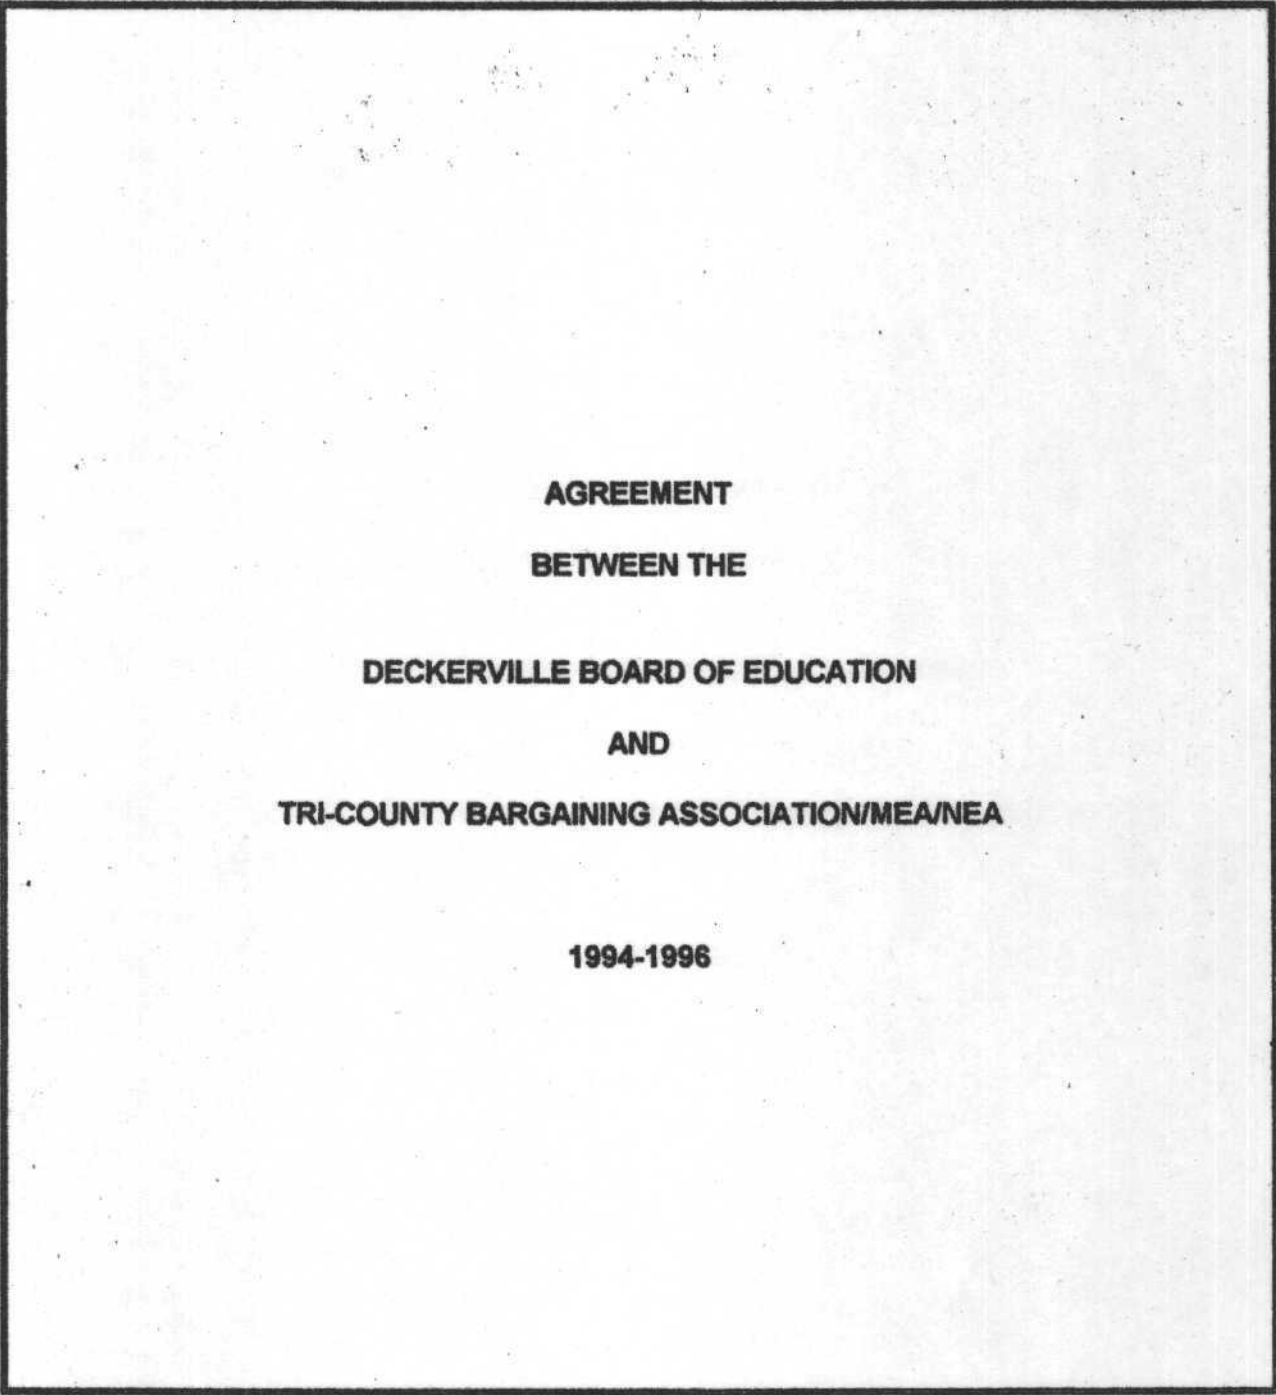 AGREEMENT
BETWEEN THE
DECKERVILLE BOARD OF EDUCATION
AND
TRI-COUNTY BARGAINING ASSOCIATION/MEA/NEA
1994-1996